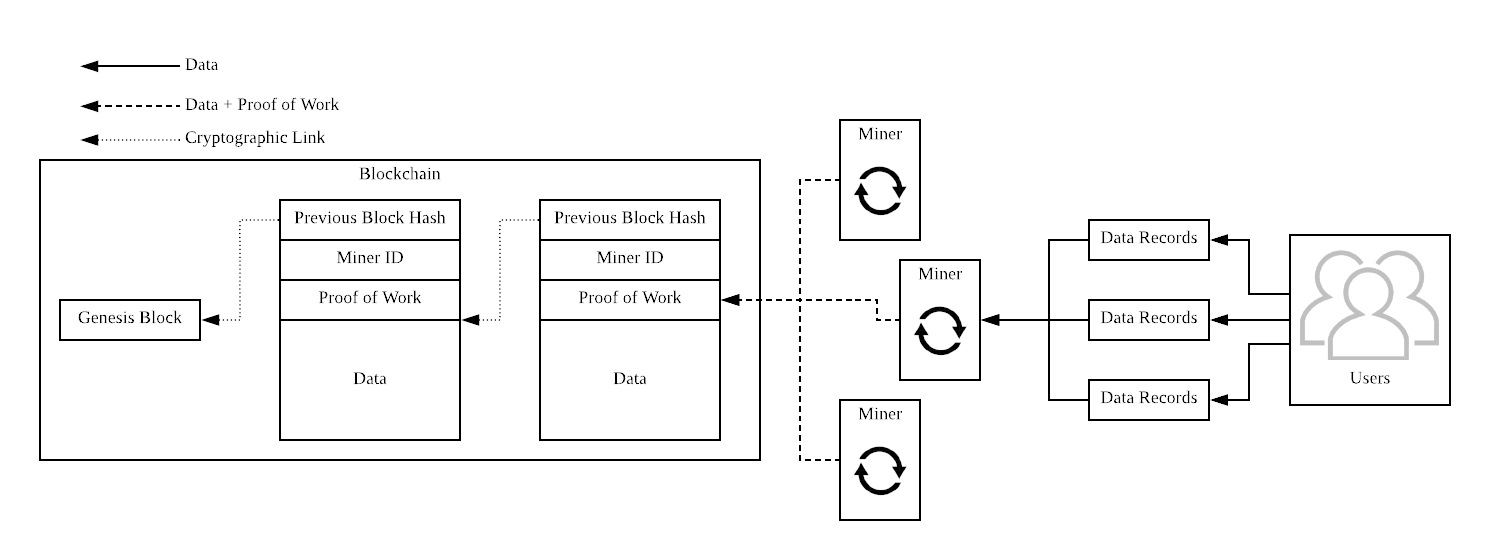 Data
Data + Proof of Work
Cryptographic Link
Blockchain
Genesis Block
Previous Block Hash
Miner ID
Proof of Work
Data
Previous Block Hash
Miner ID
Proof of Work
Data
Miner
Miner
Miner
Data Records
Data Records
Data Records
Users